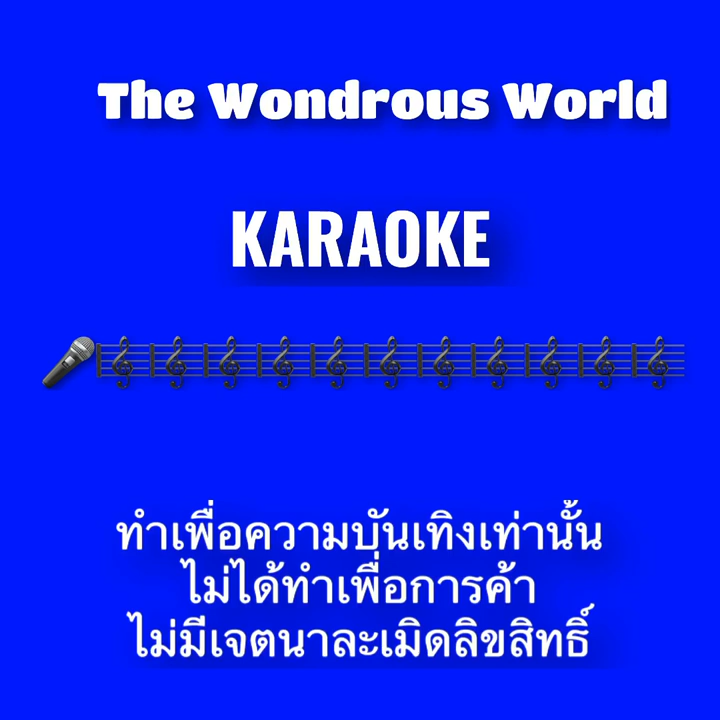 The Wondrous World
KARAOKE
ทำเพื่อความบันเทิงเท่านั้น
ไม่ได้ทำเพื่อการค้า
ไม่มีเจตนาละเมิดลิขสิทธิ์